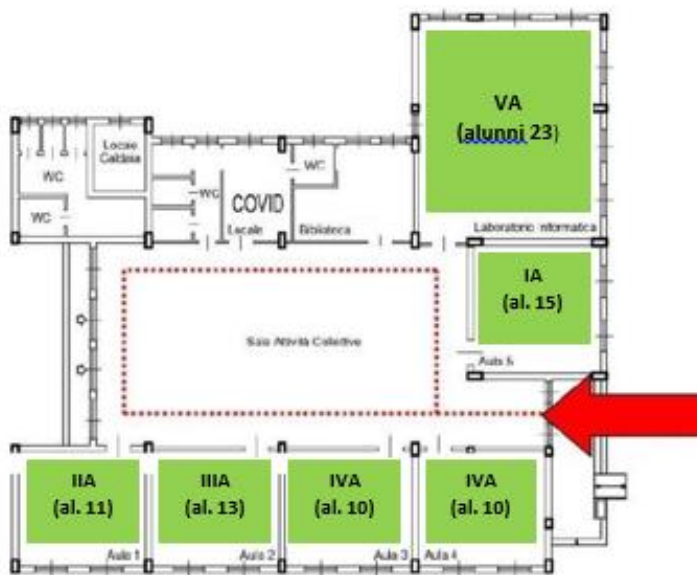 VA
(alunni 23)
Locae
Caldaia
WC
WC
WC
WC
COVID
Locale
Biblioteca
Laboratorio nformatica
IA
(al. 15)
Aula 5
Sala Attività Collettive
IIA
(al. 11)
IIIA
(al. 13)
IVA
(al. 10)
IVA
(al. 10)
Aula 1
Aula 2
Aula 3
Aula 4